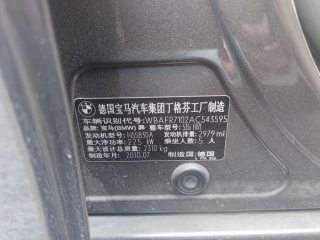 德国宝马汽车集团丁格芬工厂制造
车辆识别代号:WBAFR7102AC543595
品牌:宝马(BMW)牌 整车型号:535i F01
发动机型号:N55B30A 发动机排量:2979 ml
最大净功率:225 kW 乘坐人数:5 人
最大总质量:2310 kg
制造年月:2010.07 制造国:德国